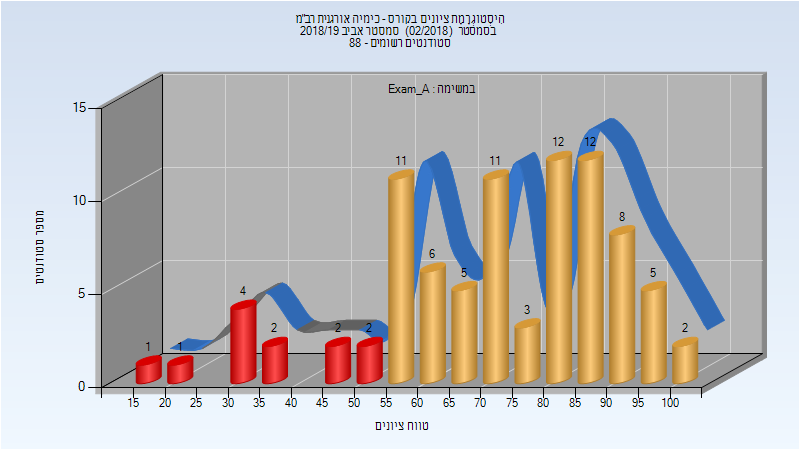 היסטוגרמת ציונים בקורס - כימיה אורגנית רב"מ
בסמסטר (02/2018) סמסטר אביב 2018/19
סטודנטים רשומים - 88
במשימה : Exam_A
מספר סטודנטים
15
10
5
0
1
1
4
2
2
2
11
6
5
11
3
12
12
8
5
2
15 20 25 30 35 40 45 50 55 60 65 70 75 80 85 90 95 100
טווח ציונים